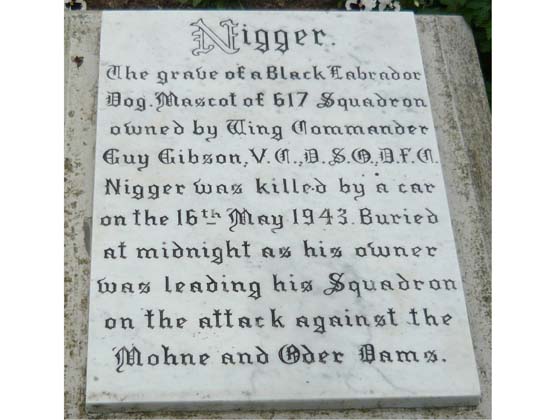 Nigger.
The grave of a Black Labrador
Dog. Mascot of 617 Squadron
owned by Wing Commander
Guy Gibson, V.C., D.S.O., D.F.C.
Nigger was killed by a car
on the 16th May 1943. Buried
at midnight as his owner
was leading his Squadron
on the attack against the
Mohne and Oder Dams.